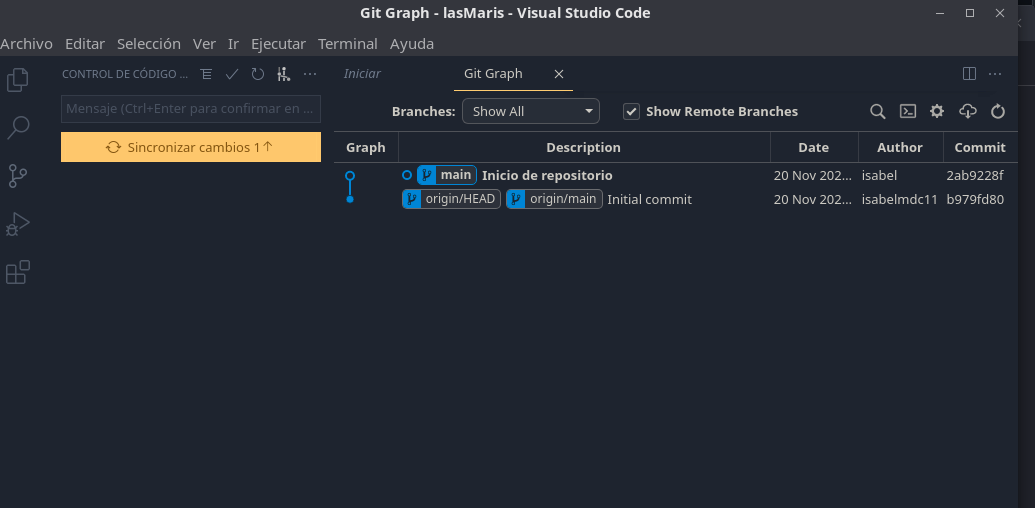 Git Graph - lasMaris - Visual Studio Code
Archivo Editar Selección Ver Ir Ejecutar Terminal Ayuda
CONTROL DE CÓDIGO ...
Iniciar
Git Graph
Mensaje (Ctrl+Enter para confirmar en ...
Sincronizar cambios 1↑
Branches: Show All Show Remote Branches
Graph Description Date Author Commit
main Inicio de repositorio 20 Nov 202... isabel 2ab9228f
origin/HEAD origin/main Initial commit 20 Nov 202... isabelmdc11 b979fd80